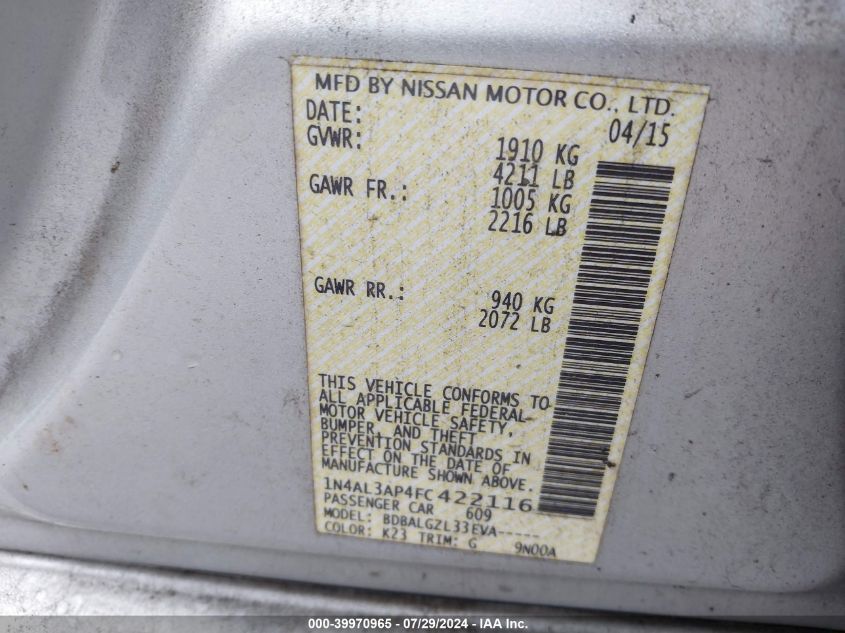 MFD BY NISSAN MOTOR CO., LTD.
DATE: 04/15
GVWR: 1910 KG
4211 LB
GAWR FR.: 1005 KG
2216 LB
GAWR RR.: 940 KG
2072 LB
THIS VEHICLE CONFORMS TO
ALL APPLICABLE FEDERAL
MOTOR VEHICLE SAFETY,
BUMPER, AND THEFT
PREVENTION STANDARDS IN
EFFECT ON THE DATE OF
MANUFACTURE SHOWN ABOVE.
1N4AL3AP4FC422116
PASSENGER CAR 609
MODEL: BDBALGZL33EVA-----
COLOR: K23 TRIM: G 9N00A
000-39970965 - 07/29/2024 - IAAI.com